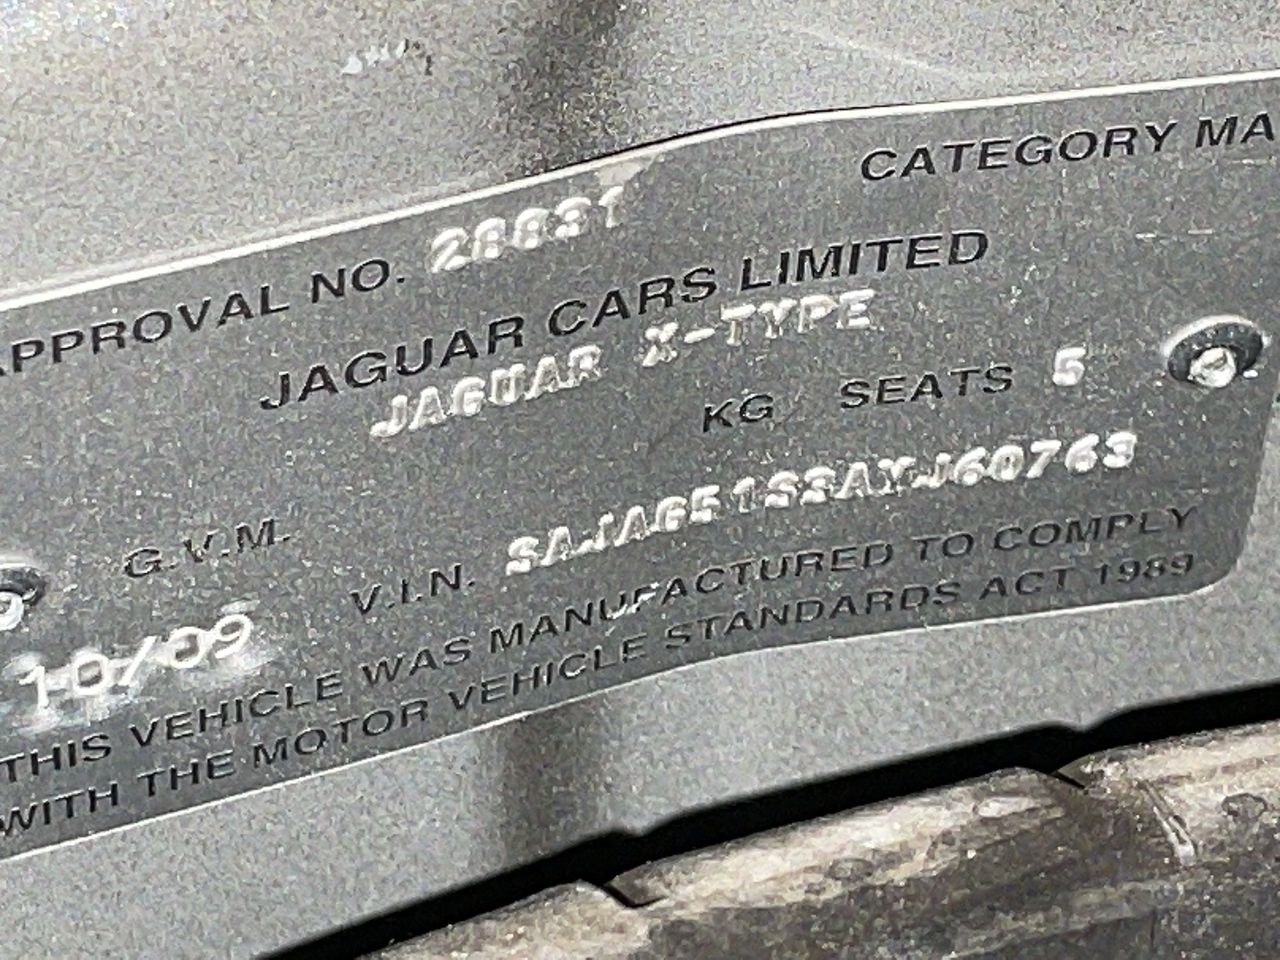 APPROVAL NO. 28831 CATEGORY MA
JAGUAR CARS LIMITED
JAGUAR X-TYPE
G.V.M. KG SEATS 5
10/09 V.I.N. SAJAG51S3AYJ60763
THIS VEHICLE WAS MANUFACTURED TO COMPLY
WITH THE MOTOR VEHICLE STANDARDS ACT 1989